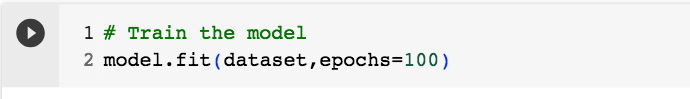 1 # Train the model
2 model.fit(dataset,epochs=100)